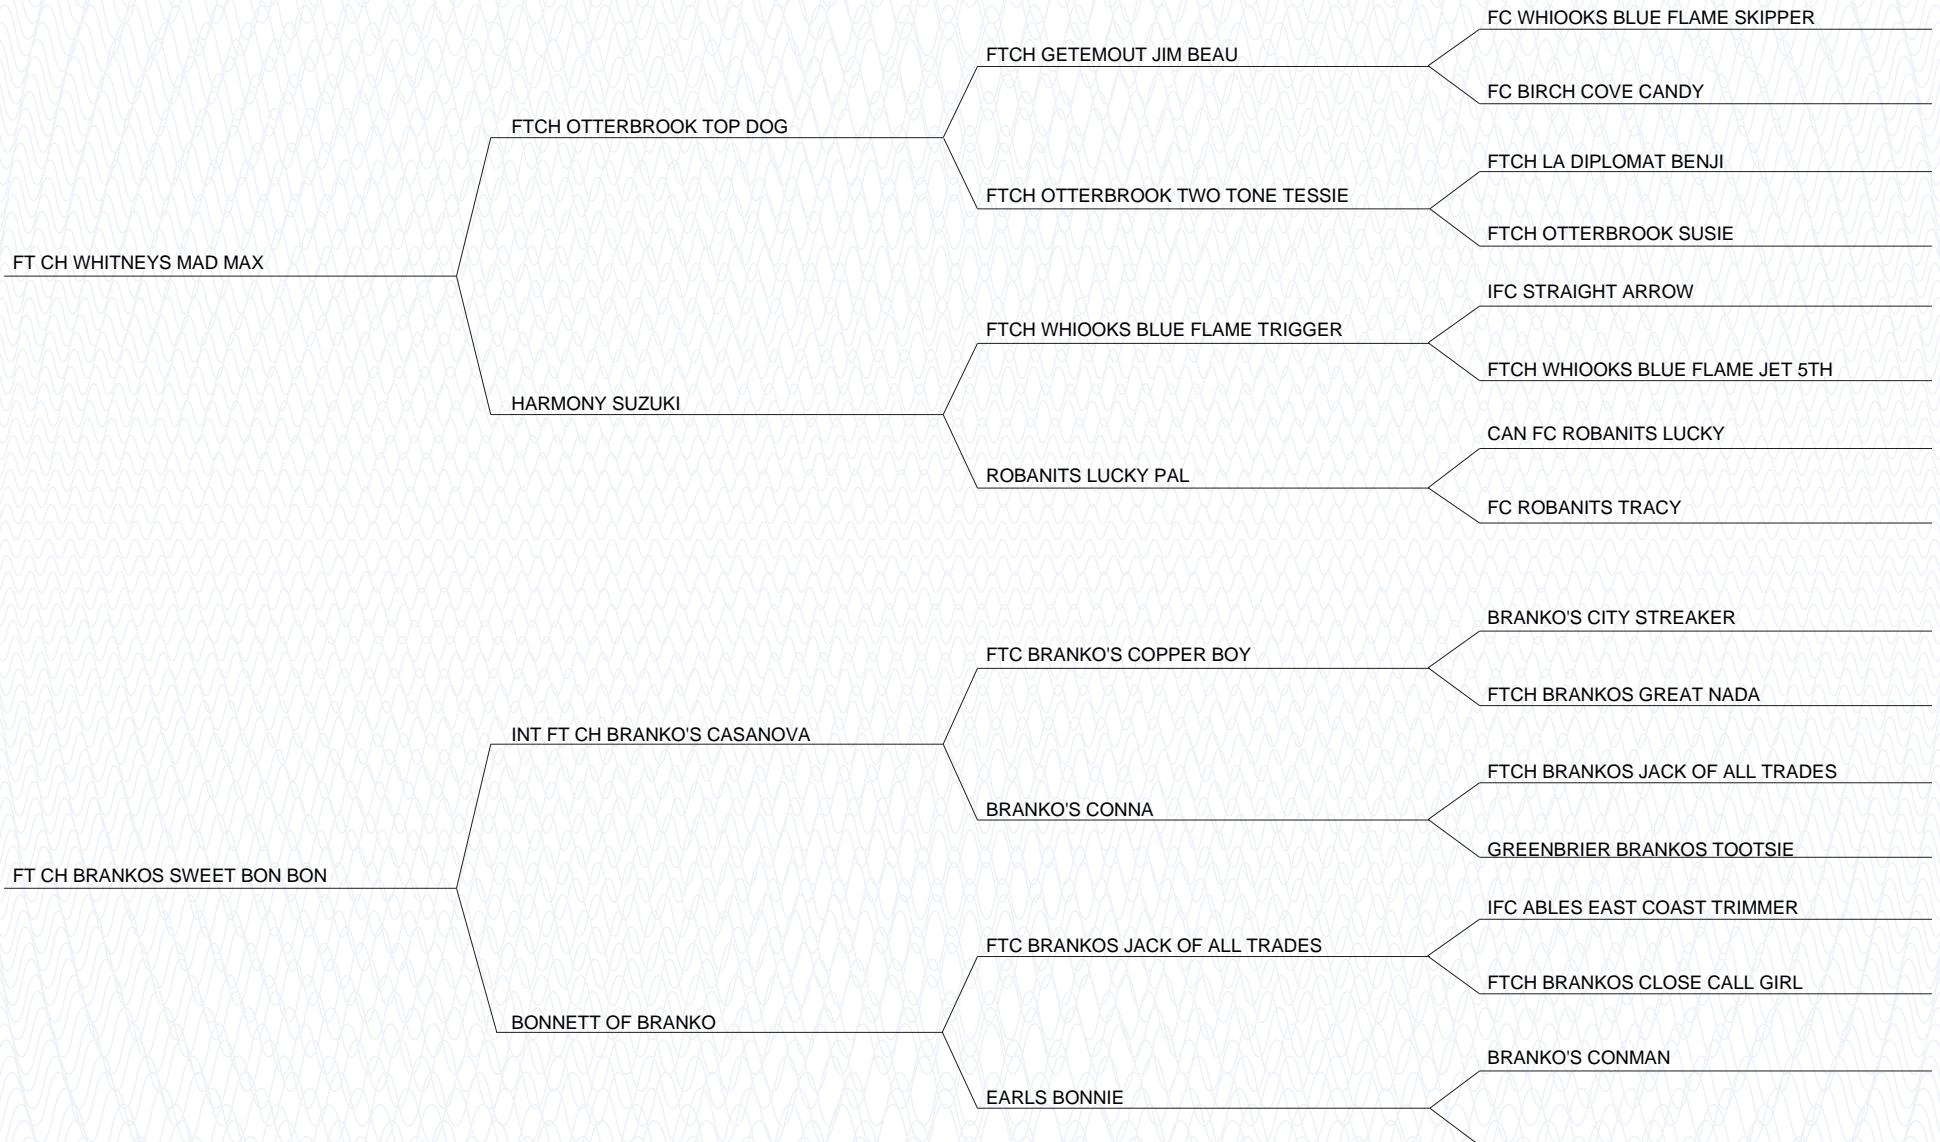 FC WHIOOKS BLUE FLAME SKIPPER
FTCH GETEMOUT JIM BEAU
FC BIRCH COVE CANDY
FTCH OTTERBROOK TOP DOG
FTCH LA DIPLOMAT BENJI
FTCH OTTERBROOK TWO TONE TESSIE
FTCH OTTERBROOK SUSIE
FT CH WHITNEYS MAD MAX
IFC STRAIGHT ARROW
FTCH WHIOOKS BLUE FLAME TRIGGER
FTCH WHIOOKS BLUE FLAME JET 5TH
HARMONY SUZUKI
CAN FC ROBANITS LUCKY
ROBANITS LUCKY PAL
FC ROBANITS TRACY
BRANKO'S CITY STREAKER
FTC BRANKO'S COPPER BOY
FTCH BRANKOS GREAT NADA
INT FT CH BRANKO'S CASANOVA
FTCH BRANKOS JACK OF ALL TRADES
BRANKO'S CONNA
GREENBRIER BRANKOS TOOTSIE
FT CH BRANKOS SWEET BON BON
IFC ABLES EAST COAST TRIMMER
FTC BRANKOS JACK OF ALL TRADES
FTCH BRANKOS CLOSE CALL GIRL
BONNETT OF BRANKO
BRANKO'S CONMAN
EARLS BONNIE